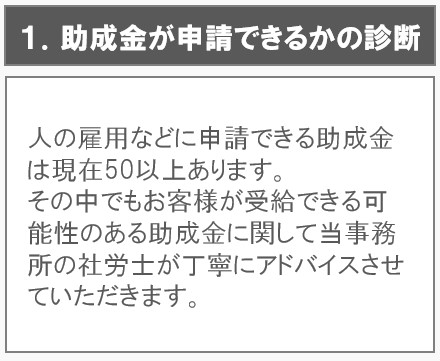 １．助成金が申請できるかの診断
人の雇用などに申請できる助成金
は現在50以上あります。
その中でもお客様が受給できる可
能性のある助成金に関して当事務
所の社労士が丁寧にアドバイスさせ
ていただきます。